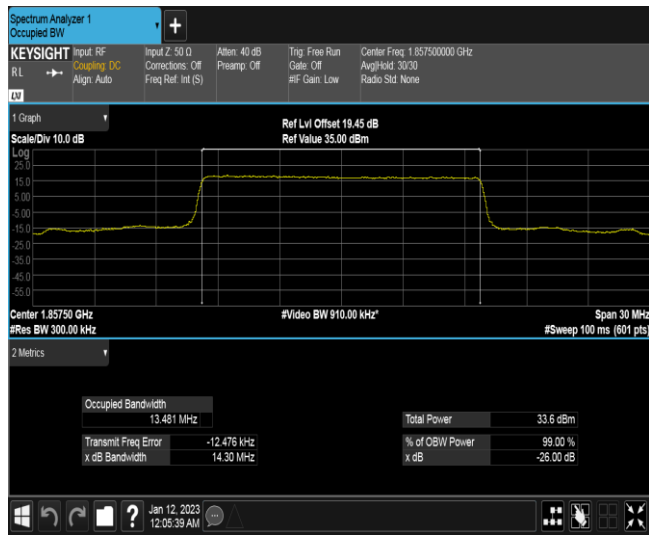 Spectrum Analyzer 1
Occupied BW
+
KEYSIGHT
RL
LXI
Input: RF
Coupling: DC
Align: Auto
Input Z: 50 Ω
Corrections: Off
Freq Ref: Int (S)
Atten: 40 dB
Preamp: Off
Trig: Free Run
Gate: Off
#IF Gain: Low
Center Freq: 1.857500000 GHz
Avg|Hold: 30/30
Radio Std: None
1 Graph
Scale/Div 10.0 dB
Ref Lvl Offset 19.45 dB
Ref Value 35.00 dBm
Log
25.0
15.0
5.00
-5.00
-15.0
-25.0
-35.0
-45.0
-55.0
Center 1.85750 GHz
#Res BW 300.00 kHz
#Video BW 910.00 kHz*
Span 30 MHz
#Sweep 100 ms (601 pts)
2 Metrics
Occupied Bandwidth
13.481 MHz
Transmit Freq Error -12.476 kHz
x dB Bandwidth 14.30 MHz
Total Power 33.6 dBm
% of OBW Power 99.00 %
x dB -26.00 dB
?
Jan 12, 2023
12:05:39 AM